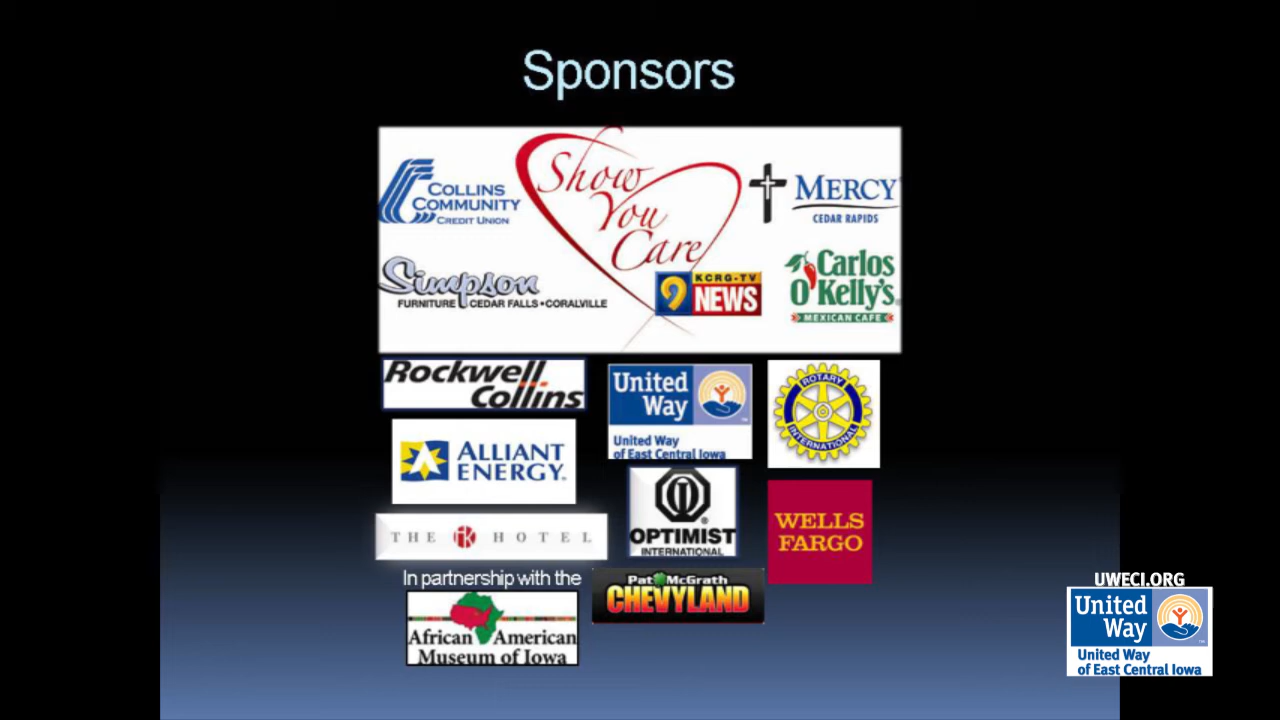 Sponsors
COLLINS
COMMUNITY
CREDIT UNION
Show
You
Care
MERCY
CEDAR RAPIDS
Simpson
FURNITURE CEDAR FALLS • CORALVILLE
9 KCRG-TV
NEWS
Carlos
O'Kelly's
MEXICAN CAFE
Rockwell
Collins
United
Way
United Way
of East Central Iowa
ROTARY
INTERNATIONAL
ALLIANT
ENERGY
THE HOTEL
OPTIMIST
INTERNATIONAL
WELLS
FARGO
In partnership with the
African American
Museum of Iowa
Pat McGrath
CHEVYLAND
UWECI.ORG
United
Way
United Way
of East Central Iowa